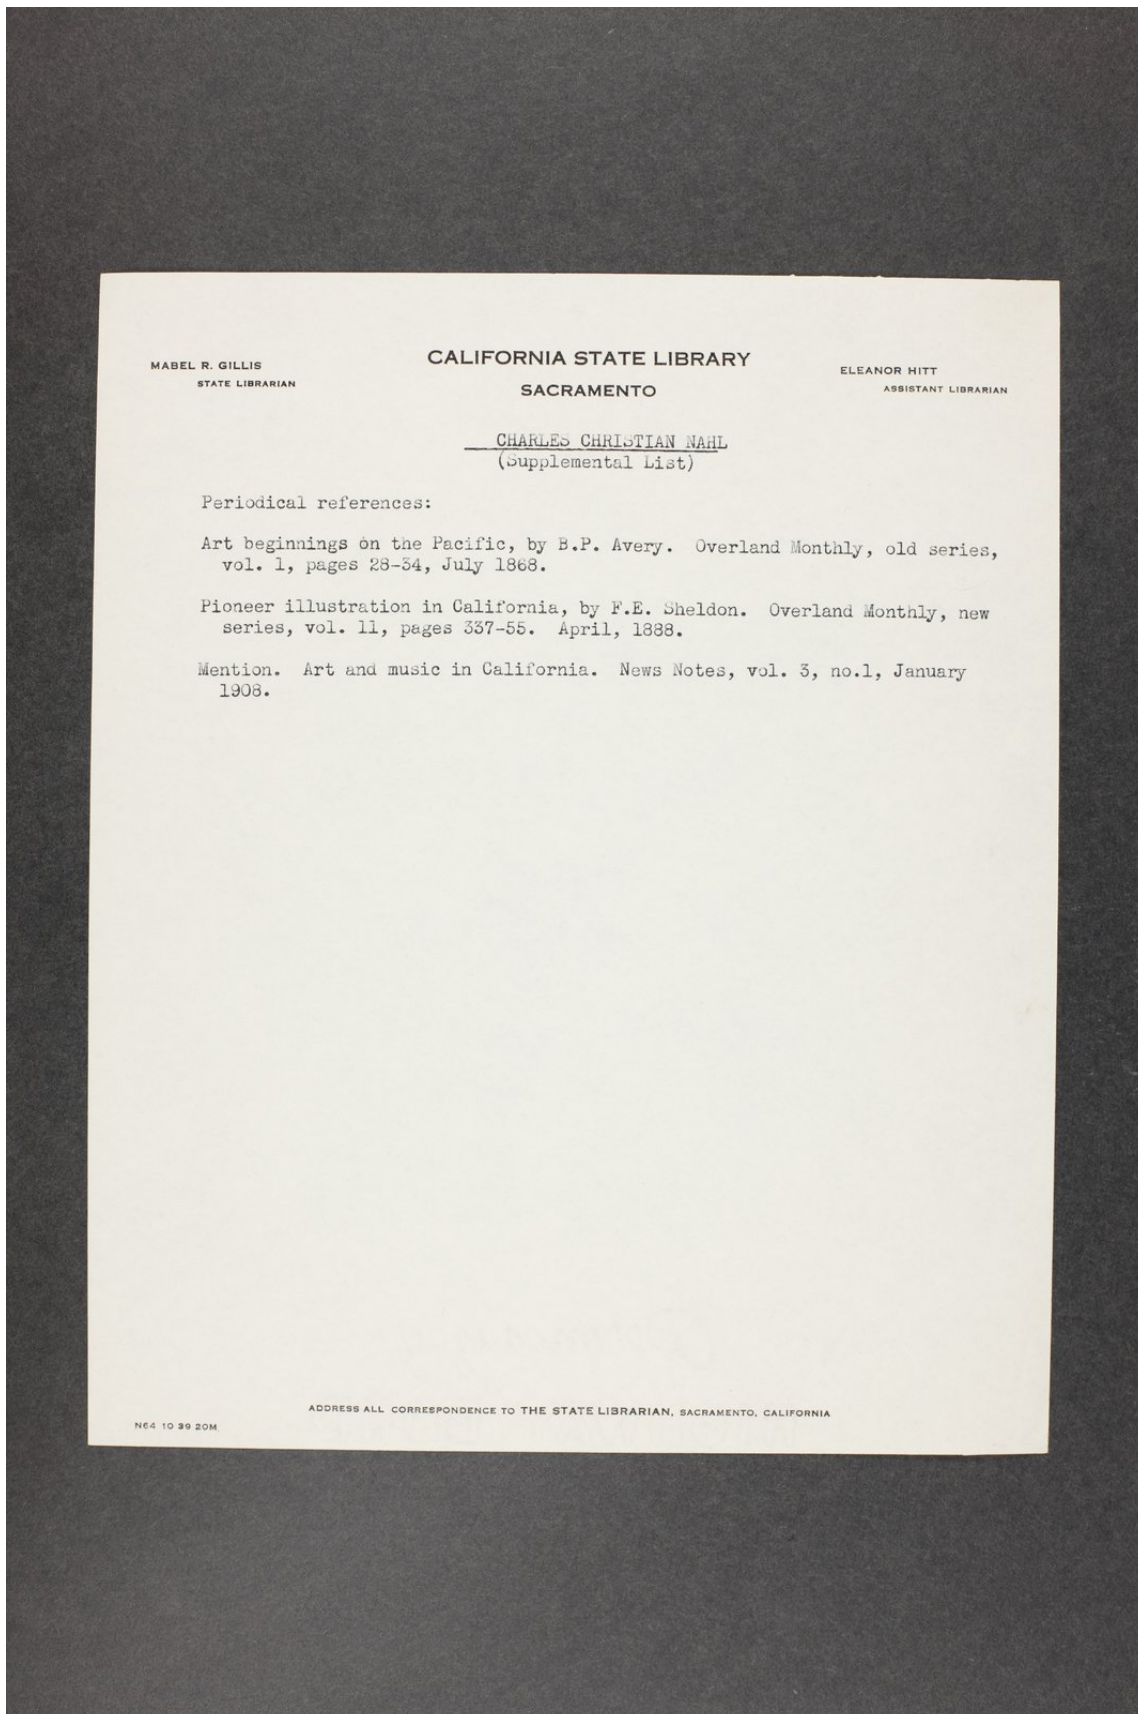 MABEL R. GILLIS
STATE LIBRARIAN
CALIFORNIA STATE LIBRARY
SACRAMENTO
ELEANOR HITT
ASSISTANT LIBRARIAN
CHARLES CHRISTIAN NAHL
(Supplemental List)
Periodical references:
Art beginnings on the Pacific, by B.P. Avery. Overland Monthly, old series,
vol. 1, pages 28-34, July 1868.
Pioneer illustration in California, by F.E. Sheldon. Overland Monthly, new
series, vol. 11, pages 337-55. April, 1888.
Mention. Art and music in California. News Notes, vol. 3, no.1, January
1908.
ADDRESS ALL CORRESPONDENCE TO THE STATE LIBRARIAN, SACRAMENTO, CALIFORNIA
N64 10 39 20M